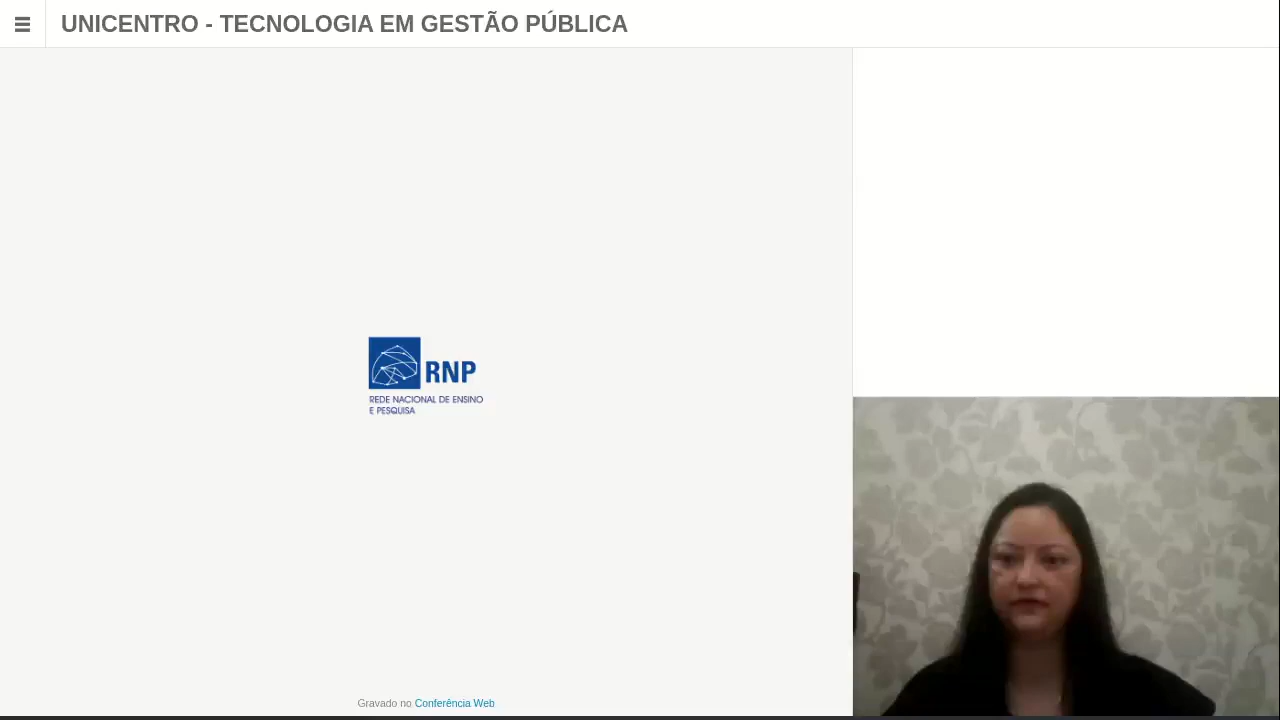 UNICENTRO - TECNOLOGIA EM GESTÃO PÚBLICA
RNP
REDE NACIONAL DE ENSINO
E PESQUISA
Gravado no Conferência Web